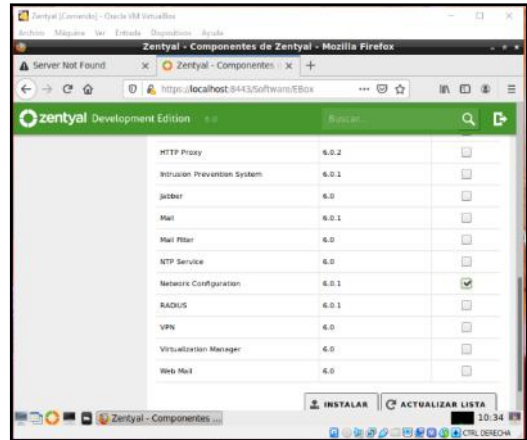 Zentyal [Corriendo] - Oracle VM VirtualBox
Archivo Máquina Ver Entrada Dispositivos Ayuda
Zentyal - Componentes de Zentyal - Mozilla Firefox
Server Not Found
Zentyal - Componentes
https://localhost:8443/Software/EBox
zentyal Development Edition 6.0
Buscar...
HTTP Proxy 6.0.2
Intrusion Prevention System 6.0.1
Jabber 6.0
Mail 6.0.1
Mail Filter 6.0
NTP Service 6.0
Network Configuration 6.0.1
RADIUS 6.0.1
VPN 6.0
Virtualization Manager 6.0
Web Mail 6.0
INSTALAR ACTUALIZAR LISTA
Zentyal - Componentes ...
10:34
CTRL DERECHA